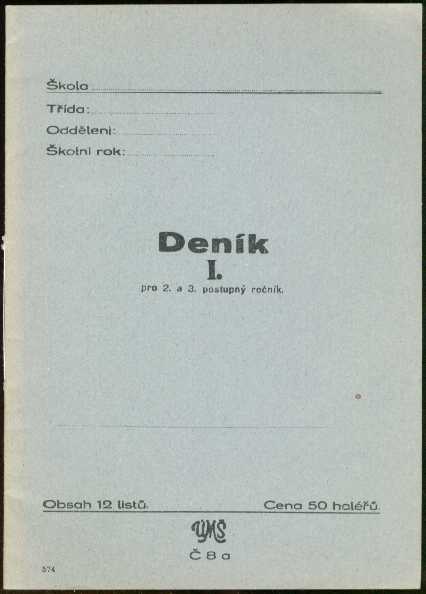 Škola
Třída:
Oddělení:
Školní rok:
Deník
I.
pro 2. a 3. postupný ročník.
Obsah 12 listů.
Cena 50 haléřů.
ÚMŠ
Č 8 a
574